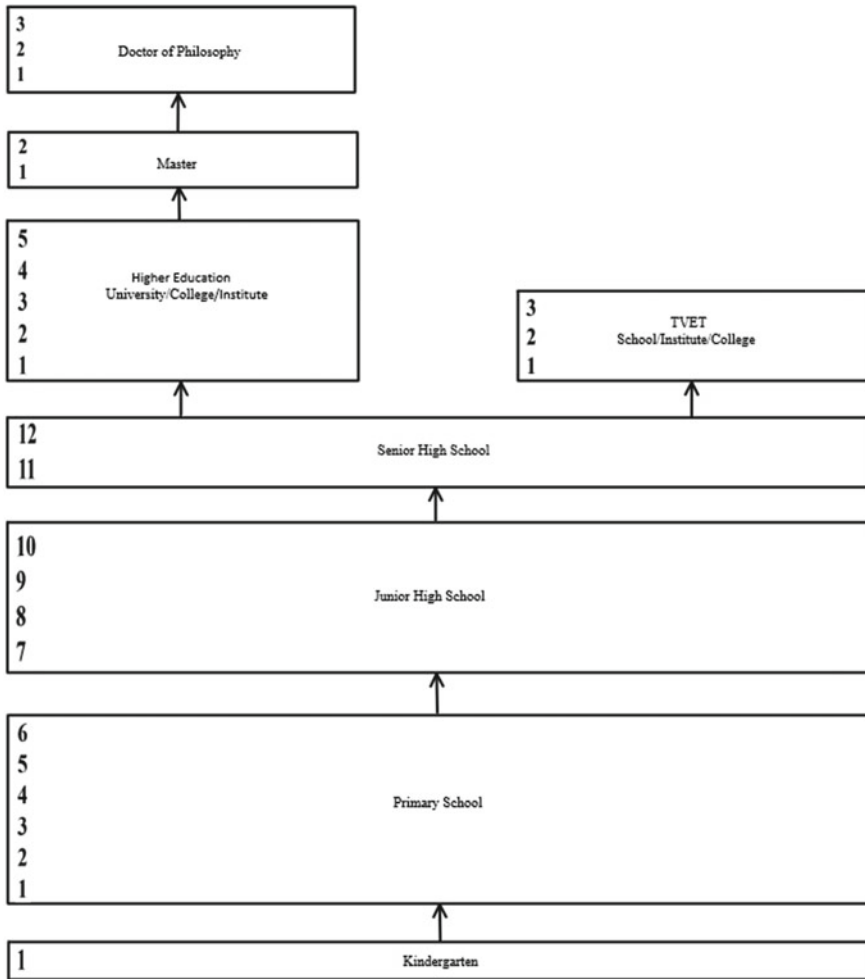 3
2
1
Doctor of Philosophy
2
1
Master
5
4
3
2
1
Higher Education
University/College/Institute
3
2
1
TVET
School/Institute/College
12
11
Senior High School
10
9
8
7
Junior High School
6
5
4
3
2
1
Primary School
1
Kindergarten